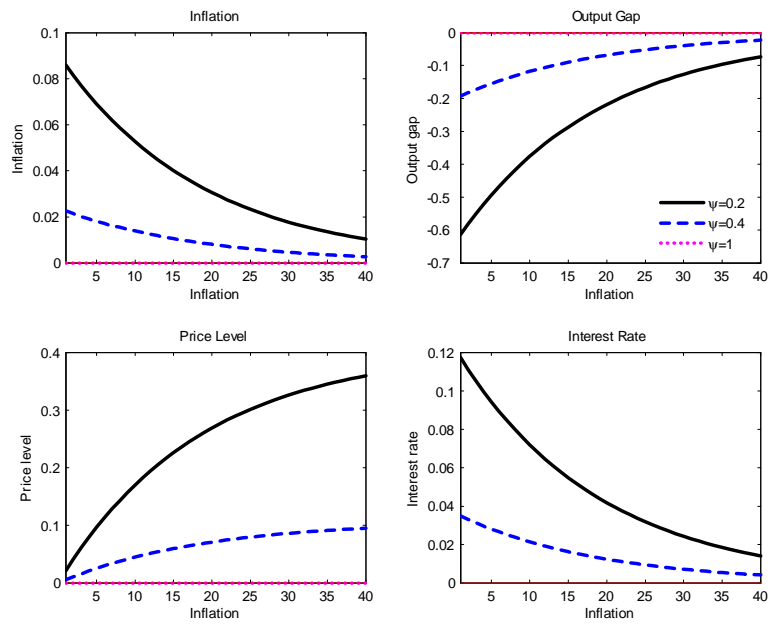 Inflation
0.1
0.08
0.06
0.04
0.02
0
Inflation
5 10 15 20 25 30 35 40
Inflation
Output Gap
0
-0.1
-0.2
-0.3
-0.4
-0.5
-0.6
-0.7
Output gap
ψ=0.2
ψ=0.4
ψ=1
5 10 15 20 25 30 35 40
Inflation
Price Level
0.4
0.3
0.2
0.1
0
Price level
5 10 15 20 25 30 35 40
Inflation
Interest Rate
0.12
0.1
0.08
0.06
0.04
0.02
0
Interest rate
5 10 15 20 25 30 35 40
Inflation